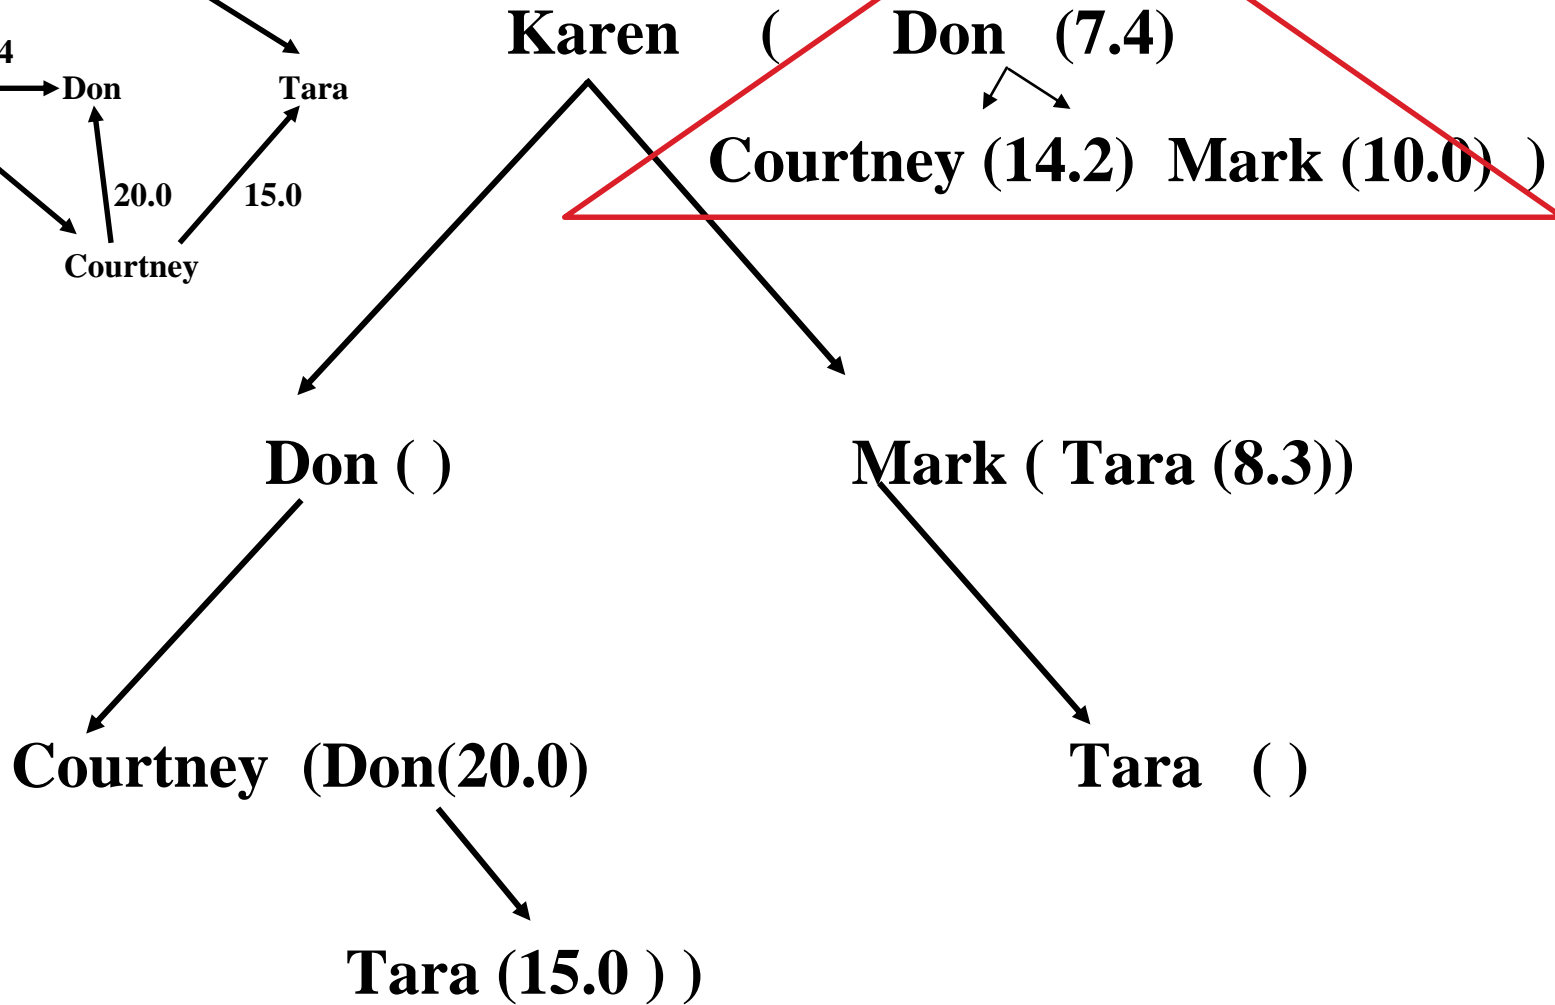 4
Don
Tara
20.0
15.0
Courtney
Karen ( Don (7.4)
Courtney (14.2) Mark (10.0) )
Don ( )
Mark ( Tara (8.3))
Courtney (Don(20.0)
Tara ( )
Tara (15.0 ) )